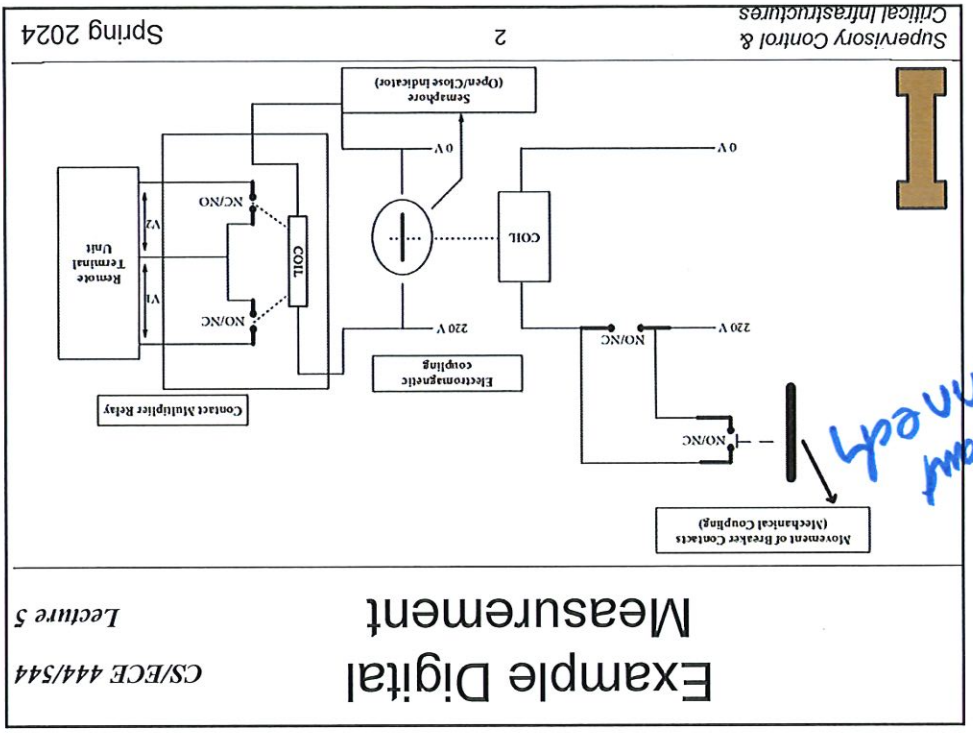 Example Digital
Measurement
CS/ECE 444/544
Lecture 5
Movement of Breaker Contacts
(Mechanical Coupling)
NO/NC
220 V
NO/NC
COIL
0 V
Electromagnetic
coupling
220 V
0 V
Semaphore
(Open/Close indicator)
Contact Multiplier Relay
NO/NC
COIL
NC/NO
V1
V2
Remote
Terminal
Unit
Supervisory Control &
Critical Infrastructures
2
Spring 2024